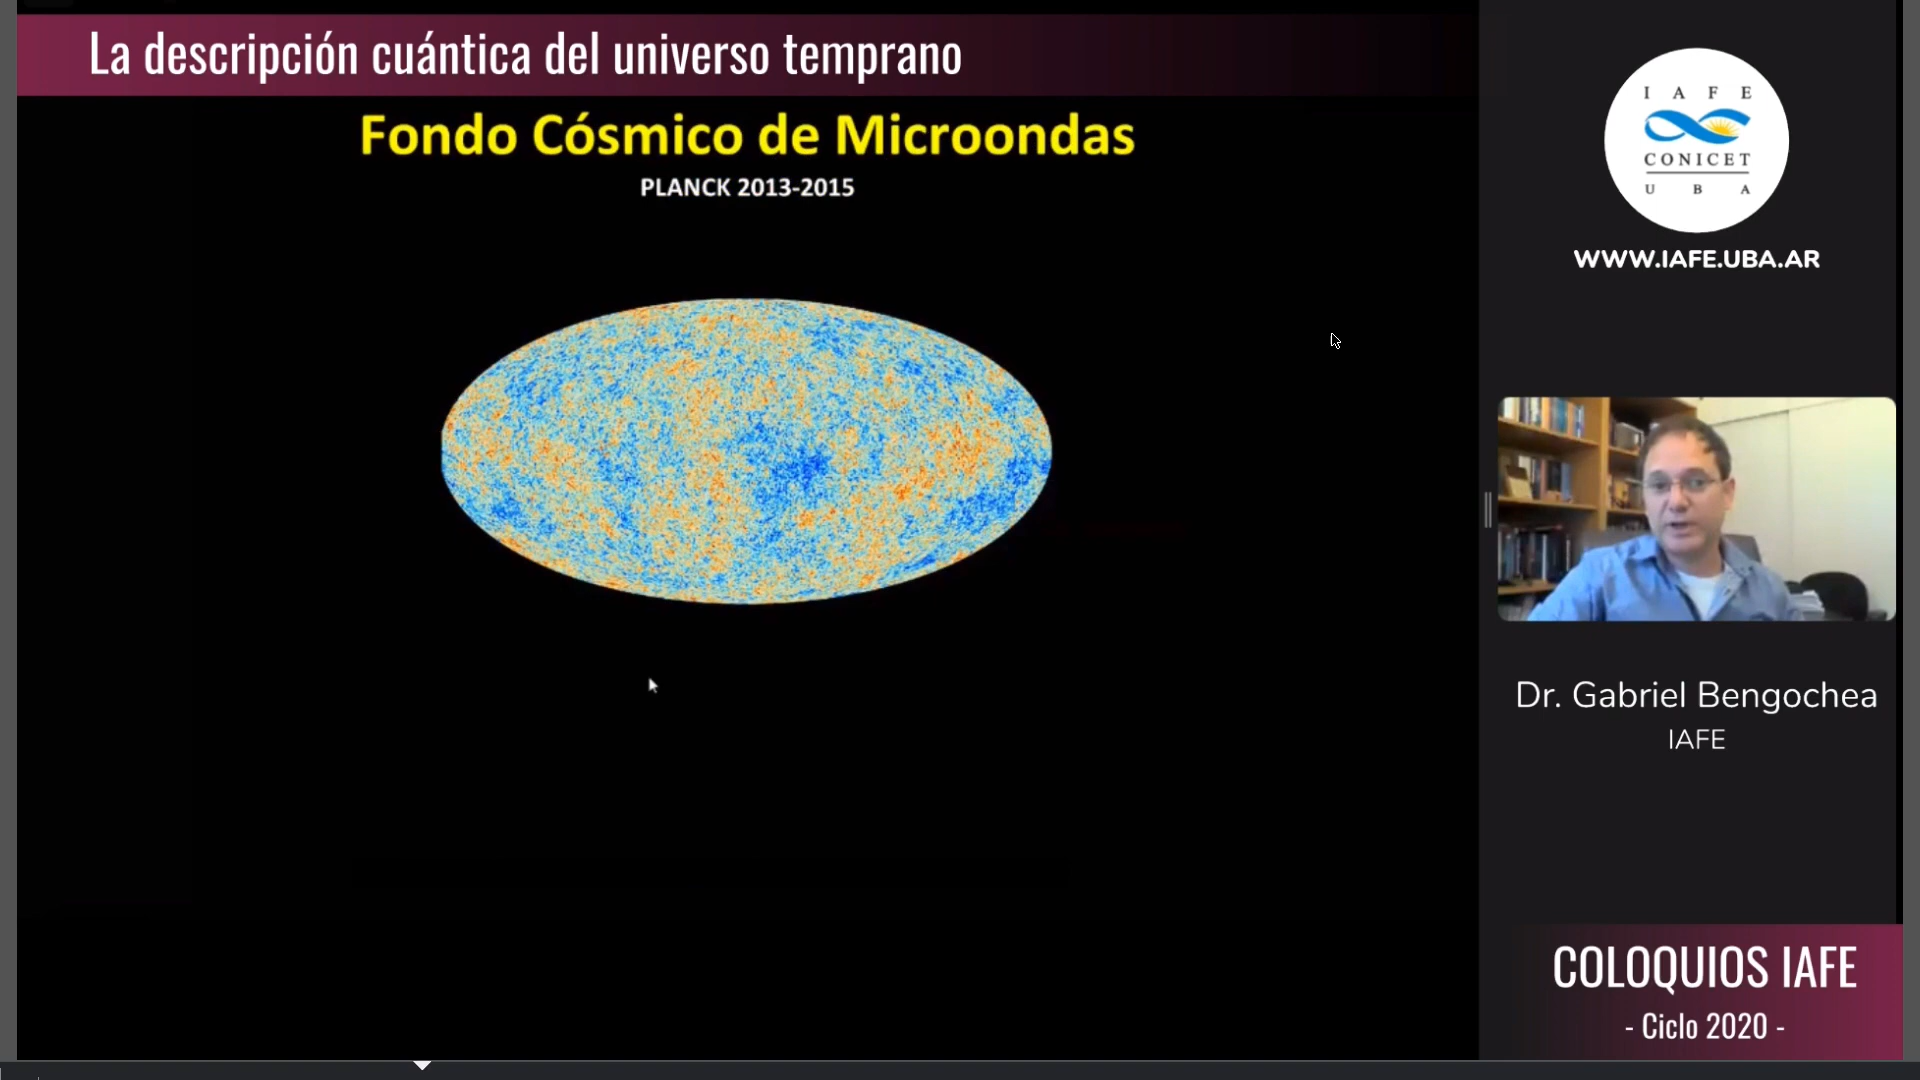 La descripción cuántica del universo temprano
Fondo Cósmico de Microondas
PLANCK 2013-2015
I A F E
CONICET
U B A
WWW.IAFE.UBA.AR
Dr. Gabriel Bengochea
IAFE
COLOQUIOS IAFE
- Ciclo 2020 -